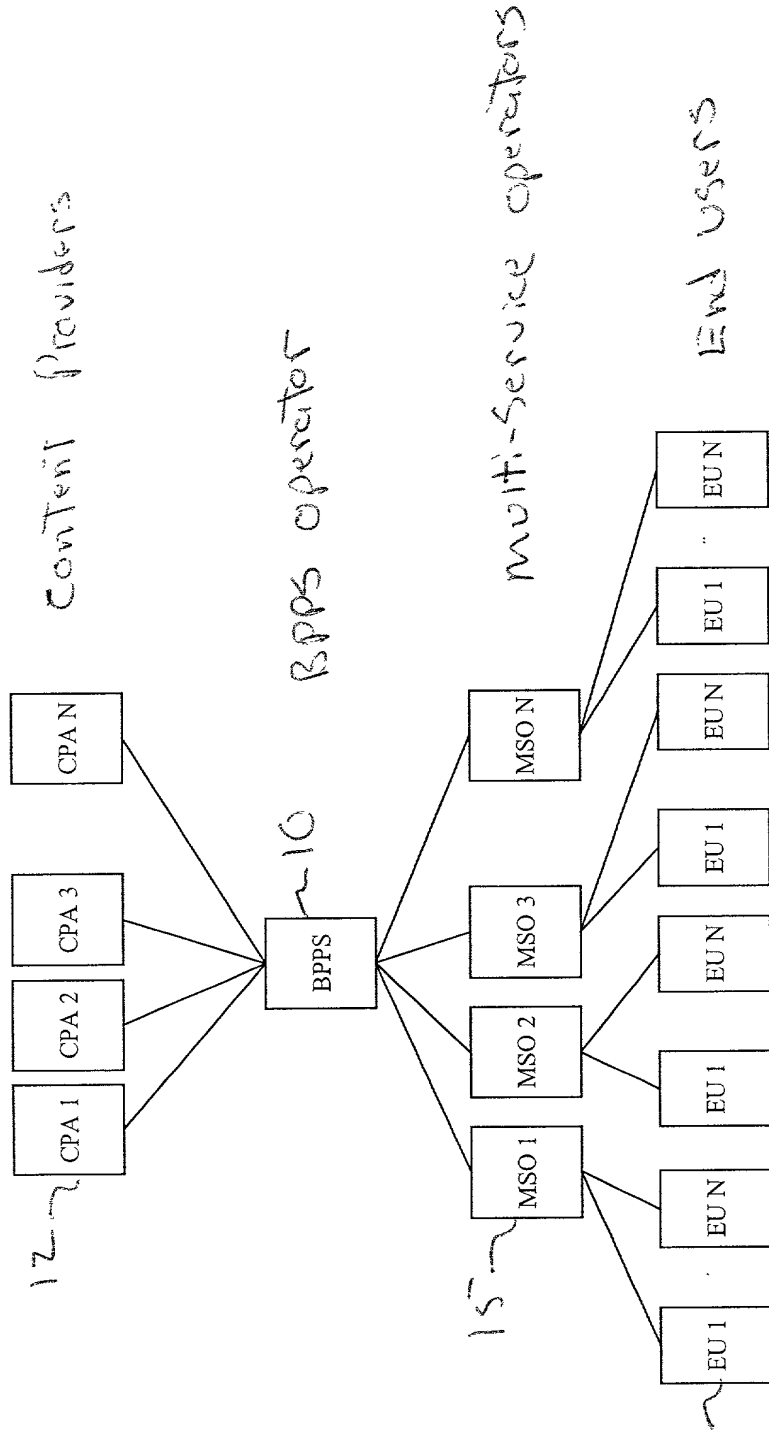 CPA 1 CPA 2 CPA 3 CPA N Content Providers
12
BPPS 10 BPPS operator
MSO 1 MSO 2 MSO 3 MSO N multi-Service operators
15
EU 1 EU N EU 1 EU N EU 1 EU N EU 1 EU N End users